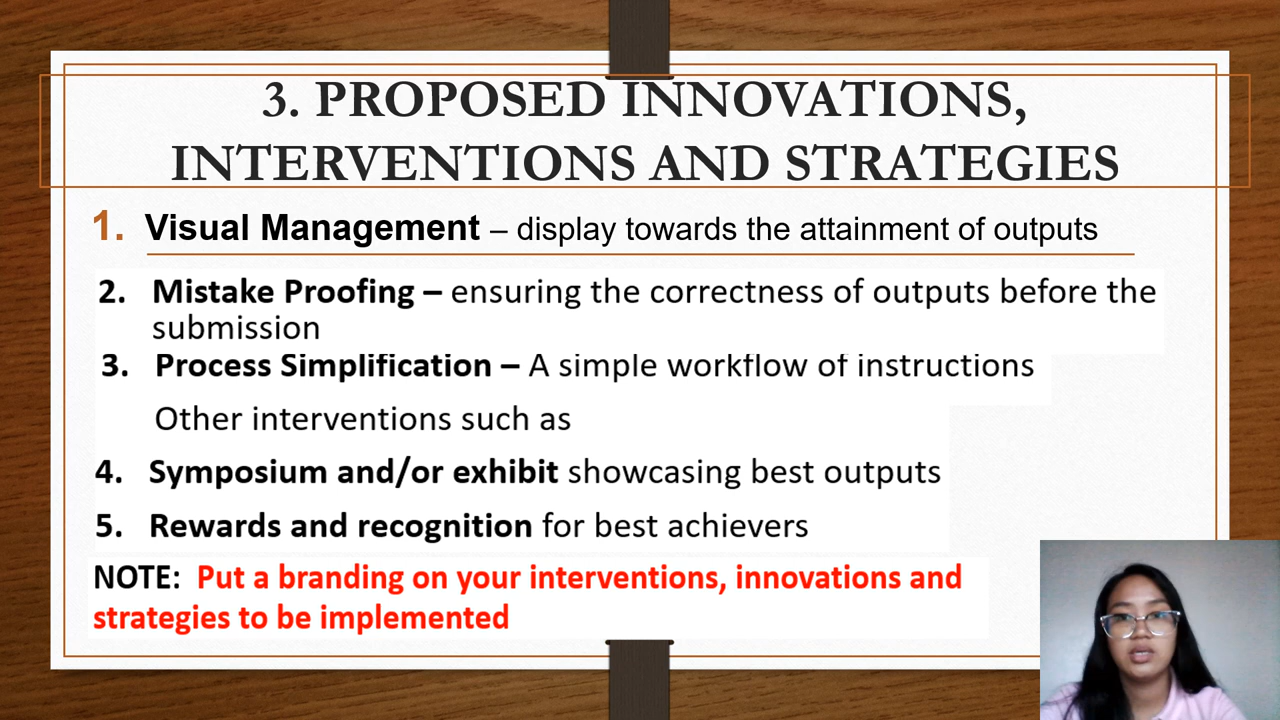 3. PROPOSED INNOVATIONS,
INTERVENTIONS AND STRATEGIES
1. Visual Management – display towards the attainment of outputs
2. Mistake Proofing – ensuring the correctness of outputs before the
submission
3. Process Simplification – A simple workflow of instructions
Other interventions such as
4. Symposium and/or exhibit showcasing best outputs
5. Rewards and recognition for best achievers
NOTE: Put a branding on your interventions, innovations and
strategies to be implemented